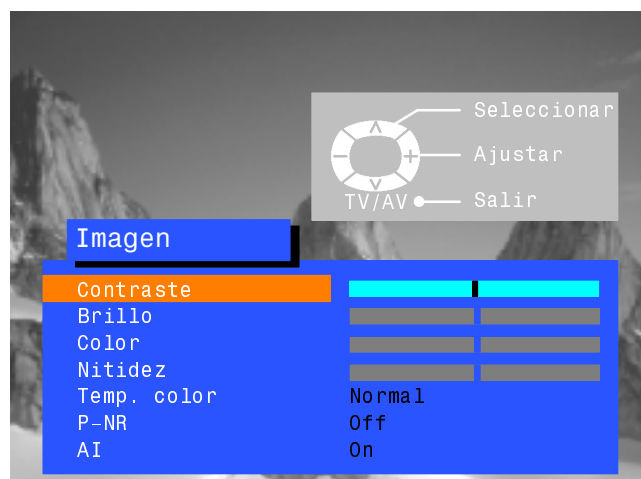 Seleccionar
Ajustar
TV/AV Salir
Imagen
Contraste
Brillo
Color
Nitidez
Temp. color Normal
P-NR Off
AI On